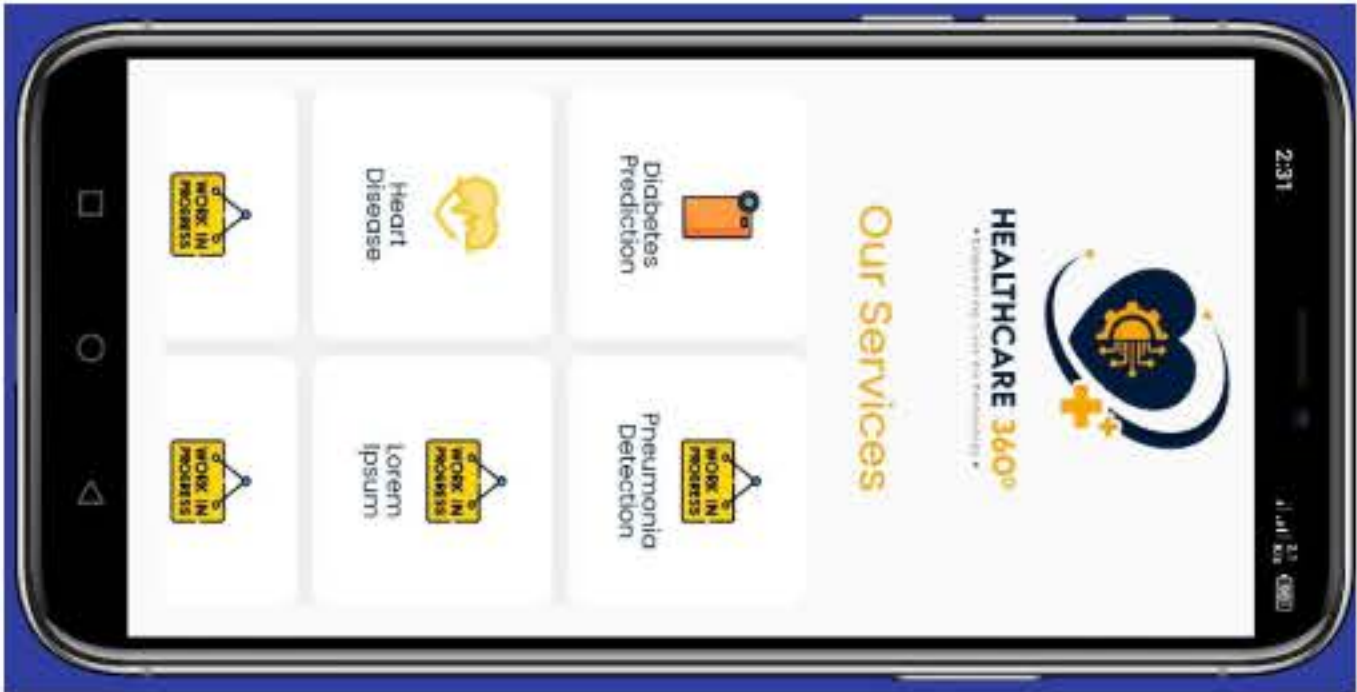 2:31
HEALTHCARE 360°
Our Services
Diabetes
Prediction
WORK IN
PROGRESS
Pneumonia
Detection
Heart
Disease
WORK IN
PROGRESS
Lorem
Ipsum
WORK IN
PROGRESS
WORK IN
PROGRESS